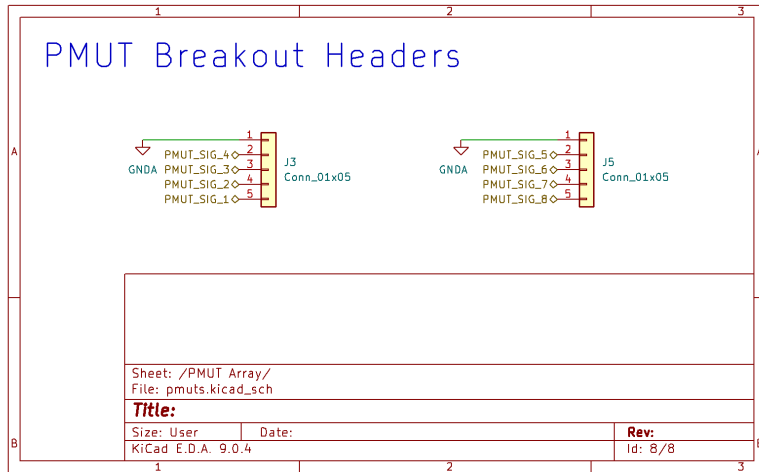 1 2 3
PMUT Breakout Headers
A
1
PMUT_SIG_4 2
GNDA PMUT_SIG_3 3
PMUT_SIG_2 4
PMUT_SIG_1 5
J3
Conn_01x05
1
PMUT_SIG_5 2
GNDA PMUT_SIG_6 3
PMUT_SIG_7 4
PMUT_SIG_8 5
J5
Conn_01x05
Sheet: /PMUT Array/
File: pmuts.kicad_sch
Title:
Size: User Date: Rev:
B
KiCad E.D.A. 9.0.4 Id: 8/8
1 2 3